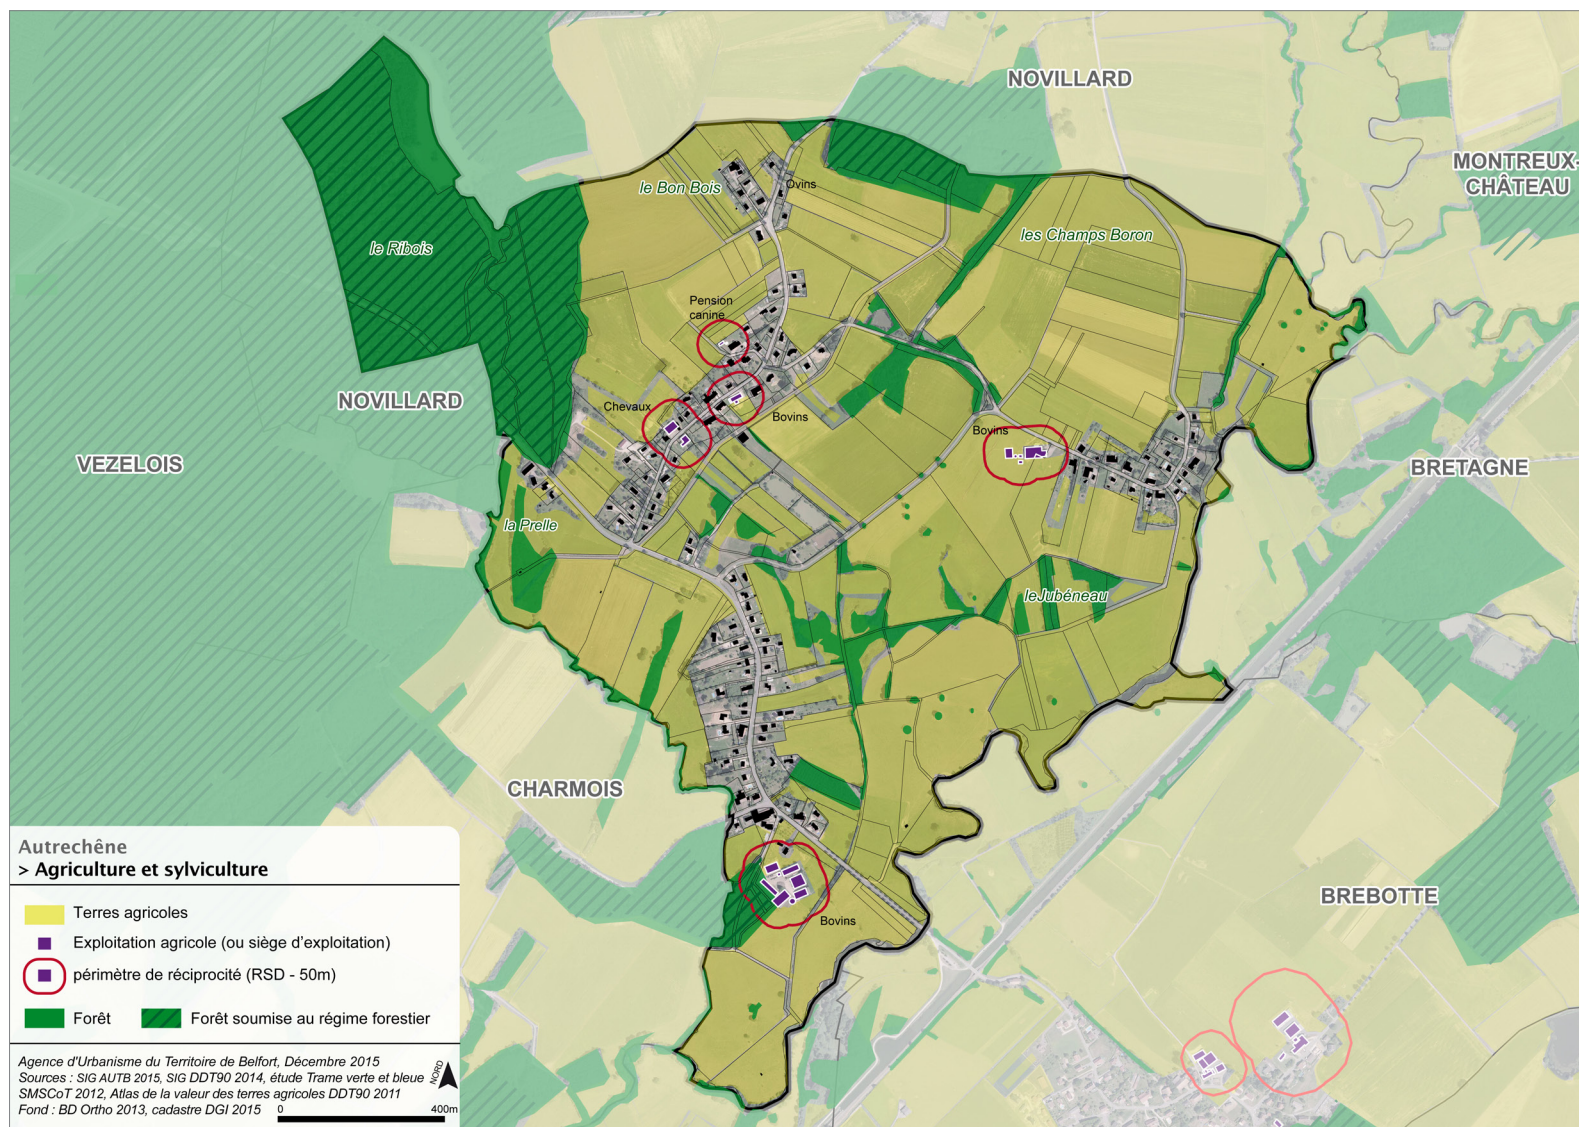 NOVILLARD
MONTREUX-
CHÂTEAU
le Bon Bois
Ovins
le Ribois
les Champs Boron
Pension
canine
NOVILLARD
Chevaux
Bovins
Bovins
VEZELOIS
BRETAGNE
la Prelle
leJubéneau
CHARMOIS
BREBOTTE
Bovins
Autrechêne
> Agriculture et sylviculture
Terres agricoles
Exploitation agricole (ou siège d'exploitation)
périmètre de réciprocité (RSD - 50m)
Forêt
Forêt soumise au régime forestier
Agence d'Urbanisme du Territoire de Belfort, Décembre 2015
Sources : SIG AUTB 2015, SIG DDT90 2014, étude Trame verte et bleue
SMSCoT 2012, Atlas de la valeur des terres agricoles DDT90 2011
Fond : BD Ortho 2013, cadastre DGI 2015
NORD
0 400m